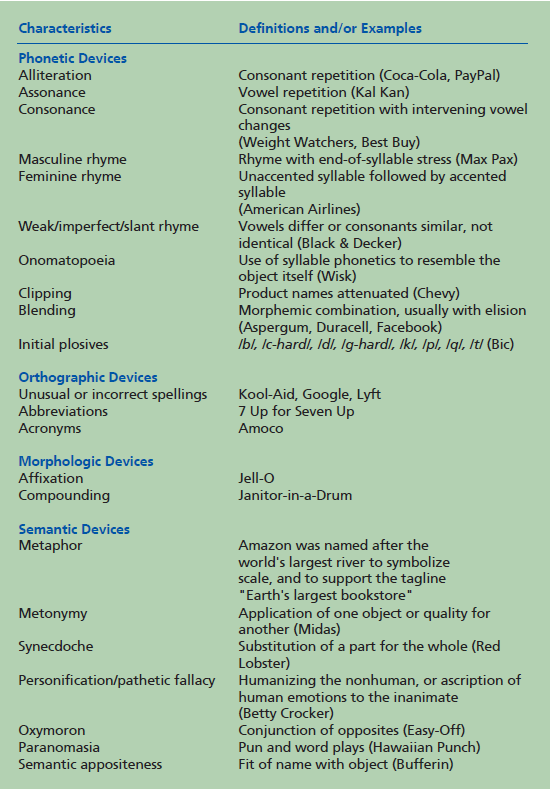 Characteristics Definitions and/or Examples
Phonetic Devices
Alliteration Consonant repetition (Coca-Cola, PayPal)
Assonance Vowel repetition (Kal Kan)
Consonance Consonant repetition with intervening vowel
changes
(Weight Watchers, Best Buy)
Masculine rhyme Rhyme with end-of-syllable stress (Max Pax)
Feminine rhyme Unaccented syllable followed by accented
syllable
(American Airlines)
Weak/imperfect/slant rhyme Vowels differ or consonants similar, not
identical (Black & Decker)
Onomatopoeia Use of syllable phonetics to resemble the
object itself (Wisk)
Clipping Product names attenuated (Chevy)
Blending Morphemic combination, usually with elision
(Aspergum, Duracell, Facebook)
Initial plosives /b/, /c-hard/, /d/, /g-hard/, /k/, /p/, /q/, /t/ (Bic)
Orthographic Devices
Unusual or incorrect spellings Kool-Aid, Google, Lyft
Abbreviations 7 Up for Seven Up
Acronyms Amoco
Morphologic Devices
Affixation Jell-O
Compounding Janitor-in-a-Drum
Semantic Devices
Metaphor Amazon was named after the
world's largest river to symbolize
scale, and to support the tagline
"Earth's largest bookstore"
Metonymy Application of one object or quality for
another (Midas)
Synecdoche Substitution of a part for the whole (Red
Lobster)
Personification/pathetic fallacy Humanizing the nonhuman, or ascription of
human emotions to the inanimate
(Betty Crocker)
Oxymoron Conjunction of opposites (Easy-Off)
Paranomasia Pun and word plays (Hawaiian Punch)
Semantic appositeness Fit of name with object (Bufferin)